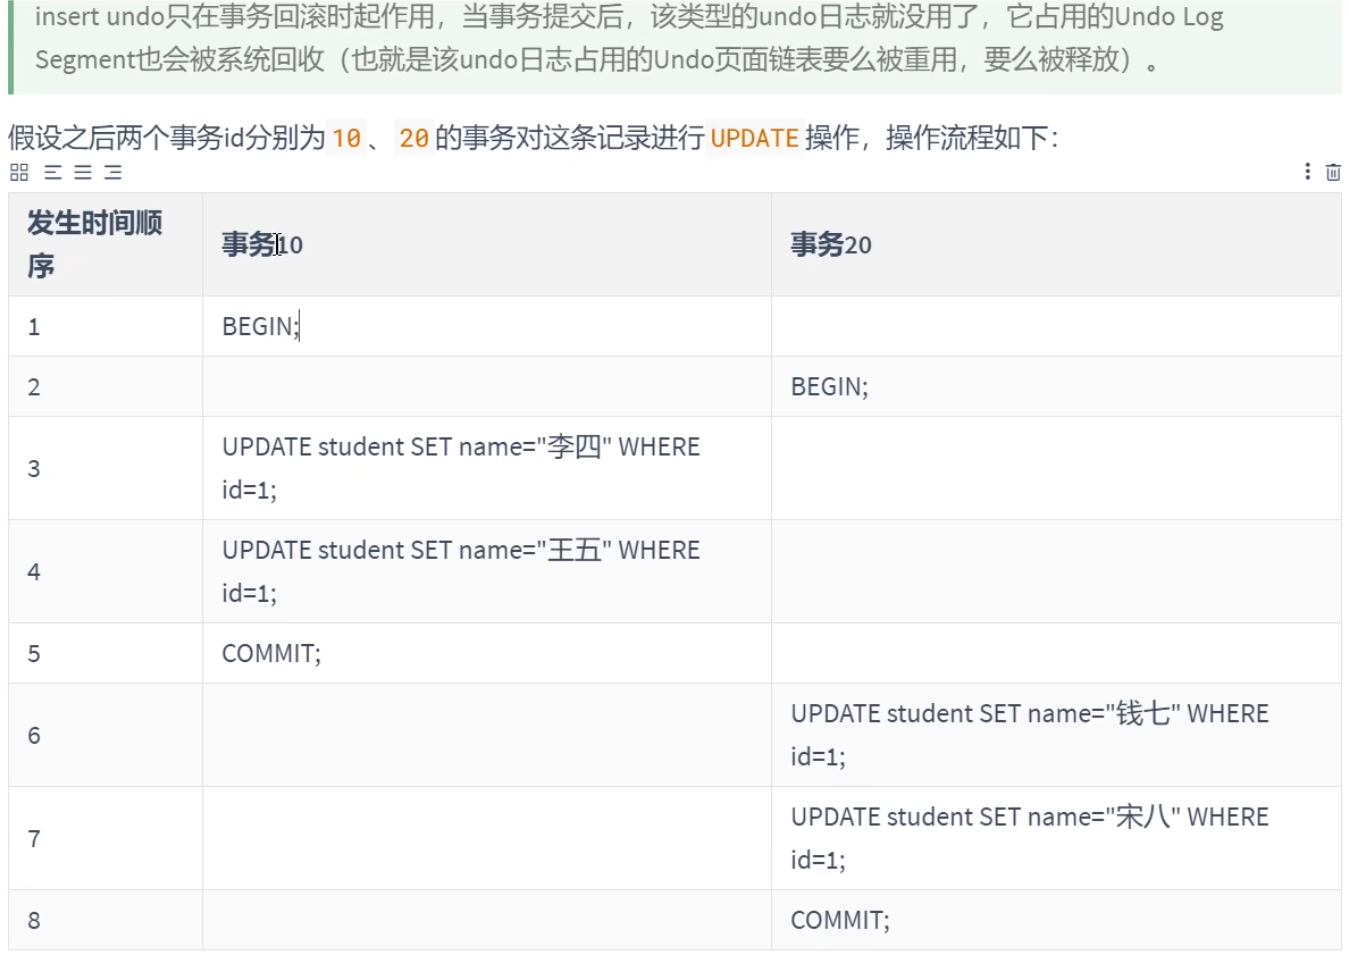 insert undo只在事务回滚时起作用，当事务提交后，该类型的undo日志就没用了，它占用的Undo Log
Segment也会被系统回收（也就是该undo日志占用的Undo页面链表要么被重用，要么被释放）。
假设之后两个事务id分别为 10 、 20 的事务对这条记录进行 UPDATE 操作，操作流程如下：
发生时间顺
序
事务10
事务20
1
BEGIN;
2
BEGIN;
3
UPDATE student SET name="李四" WHERE
id=1;
4
UPDATE student SET name="王五" WHERE
id=1;
5
COMMIT;
6
UPDATE student SET name="钱七" WHERE
id=1;
7
UPDATE student SET name="宋八" WHERE
id=1;
8
COMMIT;